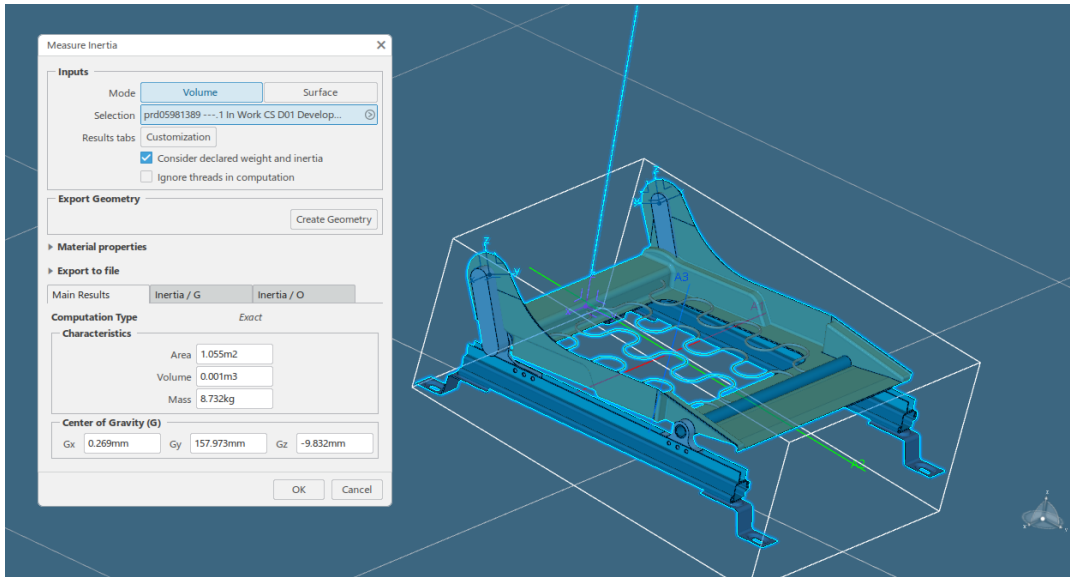 Measure Inertia
Inputs
Mode Volume Surface
Selection prd05981389 ---.1 In Work CS D01 Develop...
Results tabs Customization
Consider declared weight and inertia
Ignore threads in computation
Export Geometry
Create Geometry
Material properties
Export to file
Main Results Inertia / G Inertia / O
Computation Type Exact
Characteristics
Area 1.055m2
Volume 0.001m3
Mass 8.732kg
Center of Gravity (G)
Gx 0.269mm Gy 157.973mm Gz -9.832mm
OK Cancel
z
z
y
A3
A2